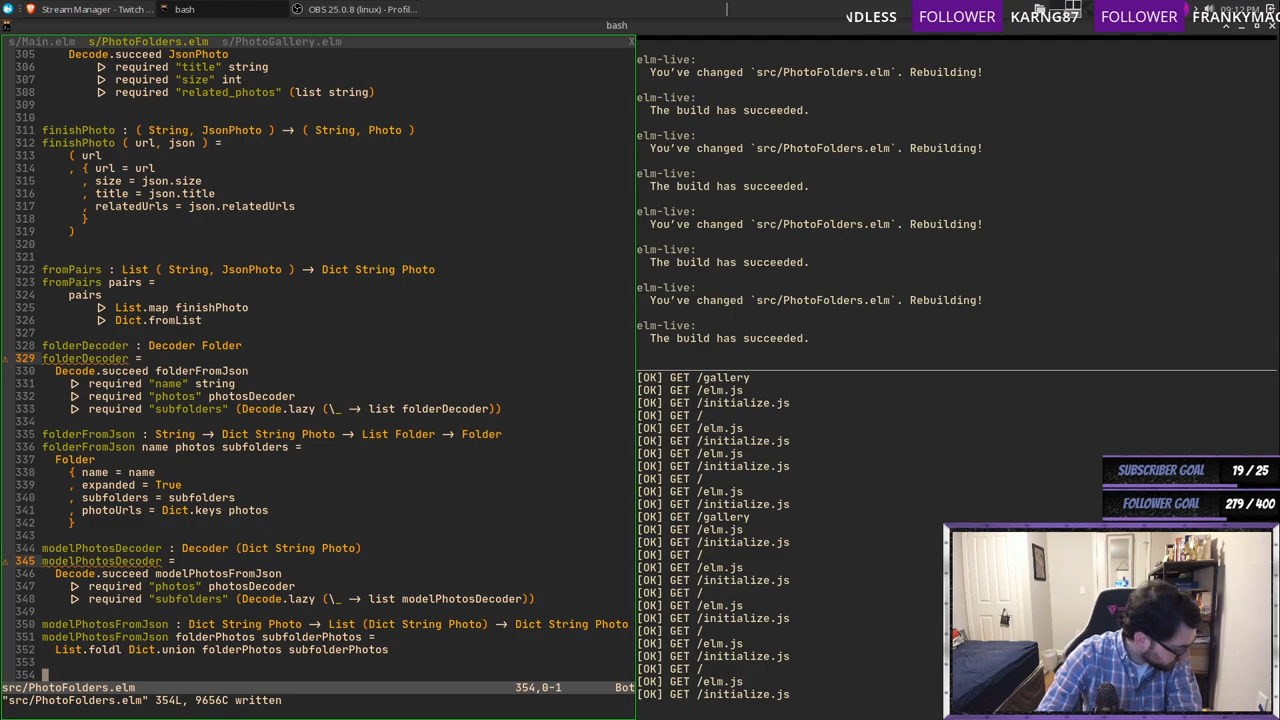 Stream Manager - Twitch
bash
OBS 25.0.8 (linux) - Profil...
09:12 PM
NDLESS FOLLOWER KARNG87 FOLLOWER FRANKYMAC
bash
s/Main.elm s/PhotoFolders.elm s/PhotoGallery.elm X
305 Decode.succeed JsonPhoto
306 ▷ required "title" string
307 ▷ required "size" int
308 ▷ required "related_photos" (list string)
309
310
311 finishPhoto : ( String, JsonPhoto ) → ( String, Photo )
312 finishPhoto ( url, json ) =
313 ( url
314 , { url = url
315 , size = json.size
316 , title = json.title
317 , relatedUrls = json.relatedUrls
318 }
319 )
320
321
322 fromPairs : List ( String, JsonPhoto ) → Dict String Photo
323 fromPairs pairs =
324 pairs
325 ▷ List.map finishPhoto
326 ▷ Dict.fromList
327
328 folderDecoder : Decoder Folder
⚠ 329 folderDecoder =
330 Decode.succeed folderFromJson
331 ▷ required "name" string
332 ▷ required "photos" photosDecoder
333 ▷ required "subfolders" (Decode.lazy (\_ → list folderDecoder))
334
335 folderFromJson : String → Dict String Photo → List Folder → Folder
336 folderFromJson name photos subfolders =
337 Folder
338 { name = name
339 , expanded = True
340 , subfolders = subfolders
341 , photoUrls = Dict.keys photos
342 }
343
344 modelPhotosDecoder : Decoder (Dict String Photo)
⚠ 345 modelPhotosDecoder =
346 Decode.succeed modelPhotosFromJson
347 ▷ required "photos" photosDecoder
348 ▷ required "subfolders" (Decode.lazy (\_ → list modelPhotosDecoder))
349
350 modelPhotosFromJson : Dict String Photo → List (Dict String Photo) → Dict String Photo
351 modelPhotosFromJson folderPhotos subfolderPhotos =
352 List.foldl Dict.union folderPhotos subfolderPhotos
353
354
src/PhotoFolders.elm 354,0-1 Bot
"src/PhotoFolders.elm" 354L, 9656C written
elm-live:
You've changed `src/PhotoFolders.elm`. Rebuilding!
elm-live:
The build has succeeded.
elm-live:
You've changed `src/PhotoFolders.elm`. Rebuilding!
elm-live:
The build has succeeded.
elm-live:
You've changed `src/PhotoFolders.elm`. Rebuilding!
elm-live:
The build has succeeded.
elm-live:
You've changed `src/PhotoFolders.elm`. Rebuilding!
elm-live:
The build has succeeded.
[OK] GET /gallery
[OK] GET /elm.js
[OK] GET /initialize.js
[OK] GET /
[OK] GET /elm.js
[OK] GET /initialize.js
[OK] GET /elm.js
[OK] GET /initialize.js
[OK] GET /
[OK] GET /elm.js
[OK] GET /initialize.js
[OK] GET /gallery
[OK] GET /elm.js
[OK] GET /initialize.js
[OK] GET /
[OK] GET /elm.js
[OK] GET /initialize.js
[OK] GET /
[OK] GET /elm.js
[OK] GET /initialize.js
[OK] GET /
[OK] GET /elm.js
[OK] GET /initialize.js
[OK] GET /
[OK] GET /elm.js
[OK] GET /initialize.js
SUBSCRIBER GOAL 19 / 25
FOLLOWER GOAL 279 / 400